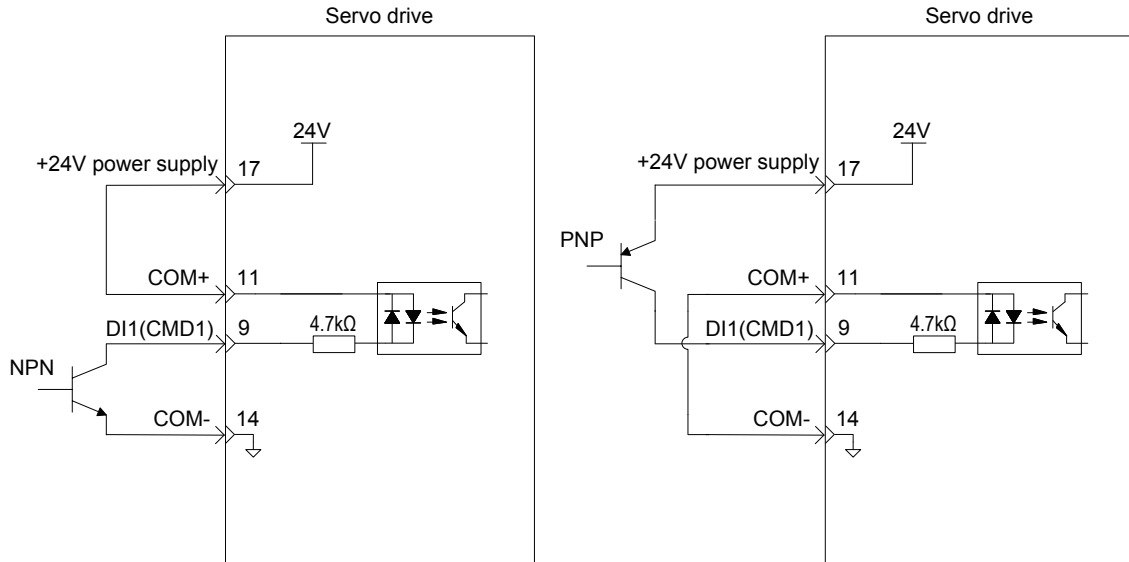 Servo drive
24V
+24V power supply
17
COM+
11
DI1(CMD1)
9
4.7kΩ
NPN
COM-
14
Servo drive
24V
+24V power supply
17
PNP
COM+
11
DI1(CMD1)
9
4.7kΩ
COM-
14